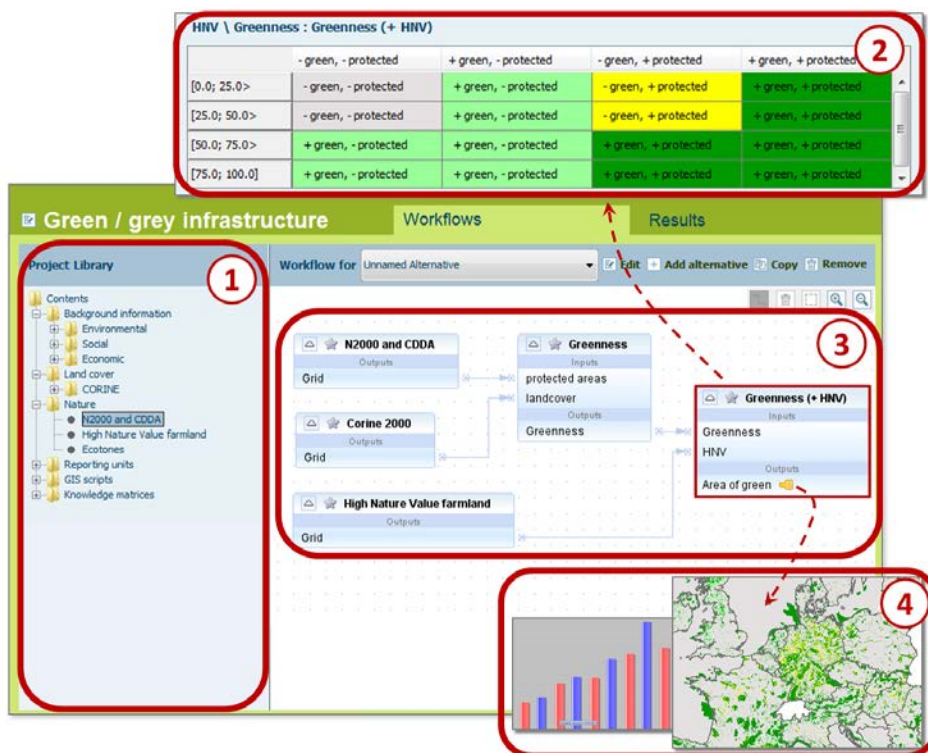 HNV \ Greenness : Greenness (+ HNV)
2
- green, - protected + green, - protected - green, + protected + green, + protected
[0.0; 25.0> - green, - protected + green, - protected - green, + protected + green, + protected
[25.0; 50.0> - green, - protected + green, - protected - green, + protected + green, + protected
[50.0; 75.0> + green, - protected + green, - protected + green, + protected + green, + protected
[75.0; 100.0] + green, - protected + green, - protected + green, + protected + green, + protected
Green / grey infrastructure Workflows Results
Project Library
1
Contents
Background information
Environmental
Social
Economic
Land cover
CORINE
Nature
N2000 and CDDA
High Nature Value farmland
Ecotones
Reporting units
GIS scripts
Knowledge matrices
Workflow for Unnamed Alternative Edit Add alternative Copy Remove
3
N2000 and CDDA
Outputs
Grid
Corine 2000
Outputs
Grid
High Nature Value farmland
Outputs
Grid
Greenness
Inputs
protected areas
landcover
Outputs
Greenness
Greenness (+ HNV)
Inputs
Greenness
HNV
Outputs
Area of green
4